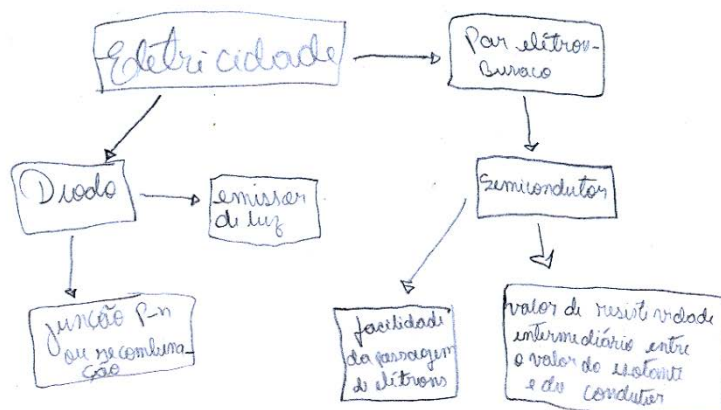 Eletricidade
Par elétron-
Buraco
Diodo
emissor
de luz
Semicondutor
junção P-n
ou recombina-
ção
facilidade
da passagem
de elétrons
valor de resistividade
intermediário entre
o valor do isolante
e do condutor